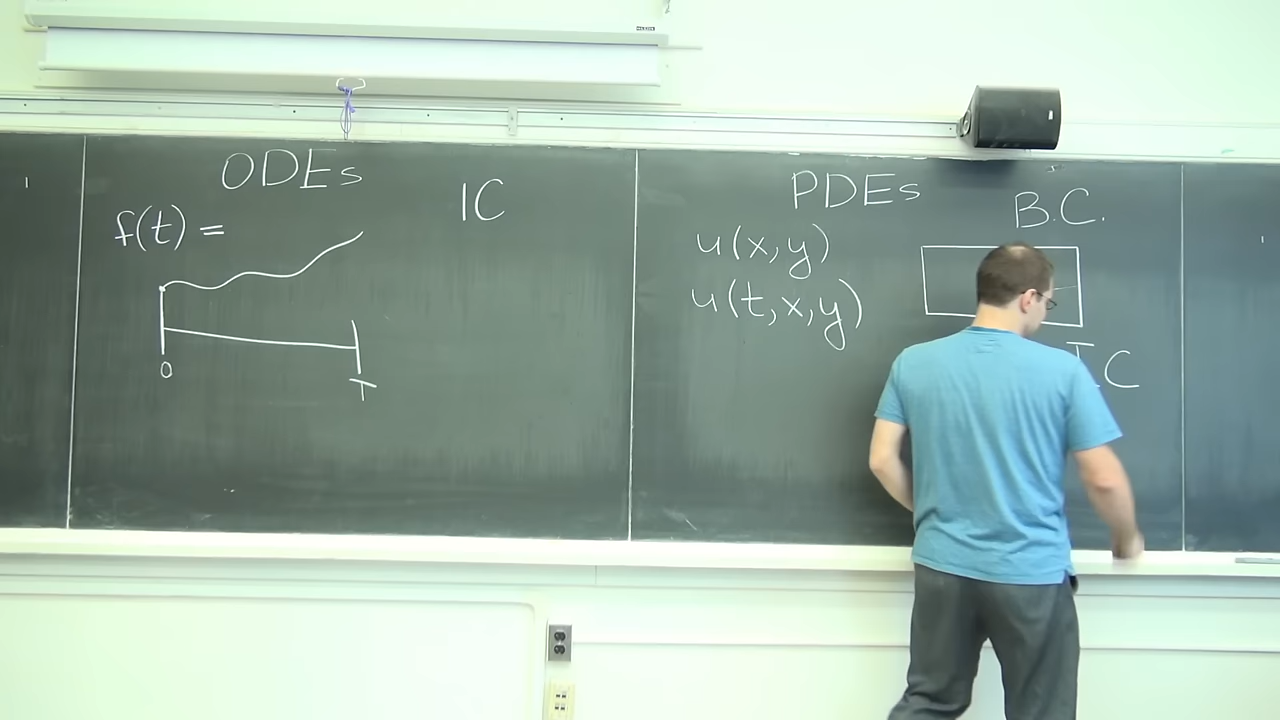 ODEs
IC
f(t) =
0
T
PDEs
B.C.
u(x,y)
u(t,x,y)
IC